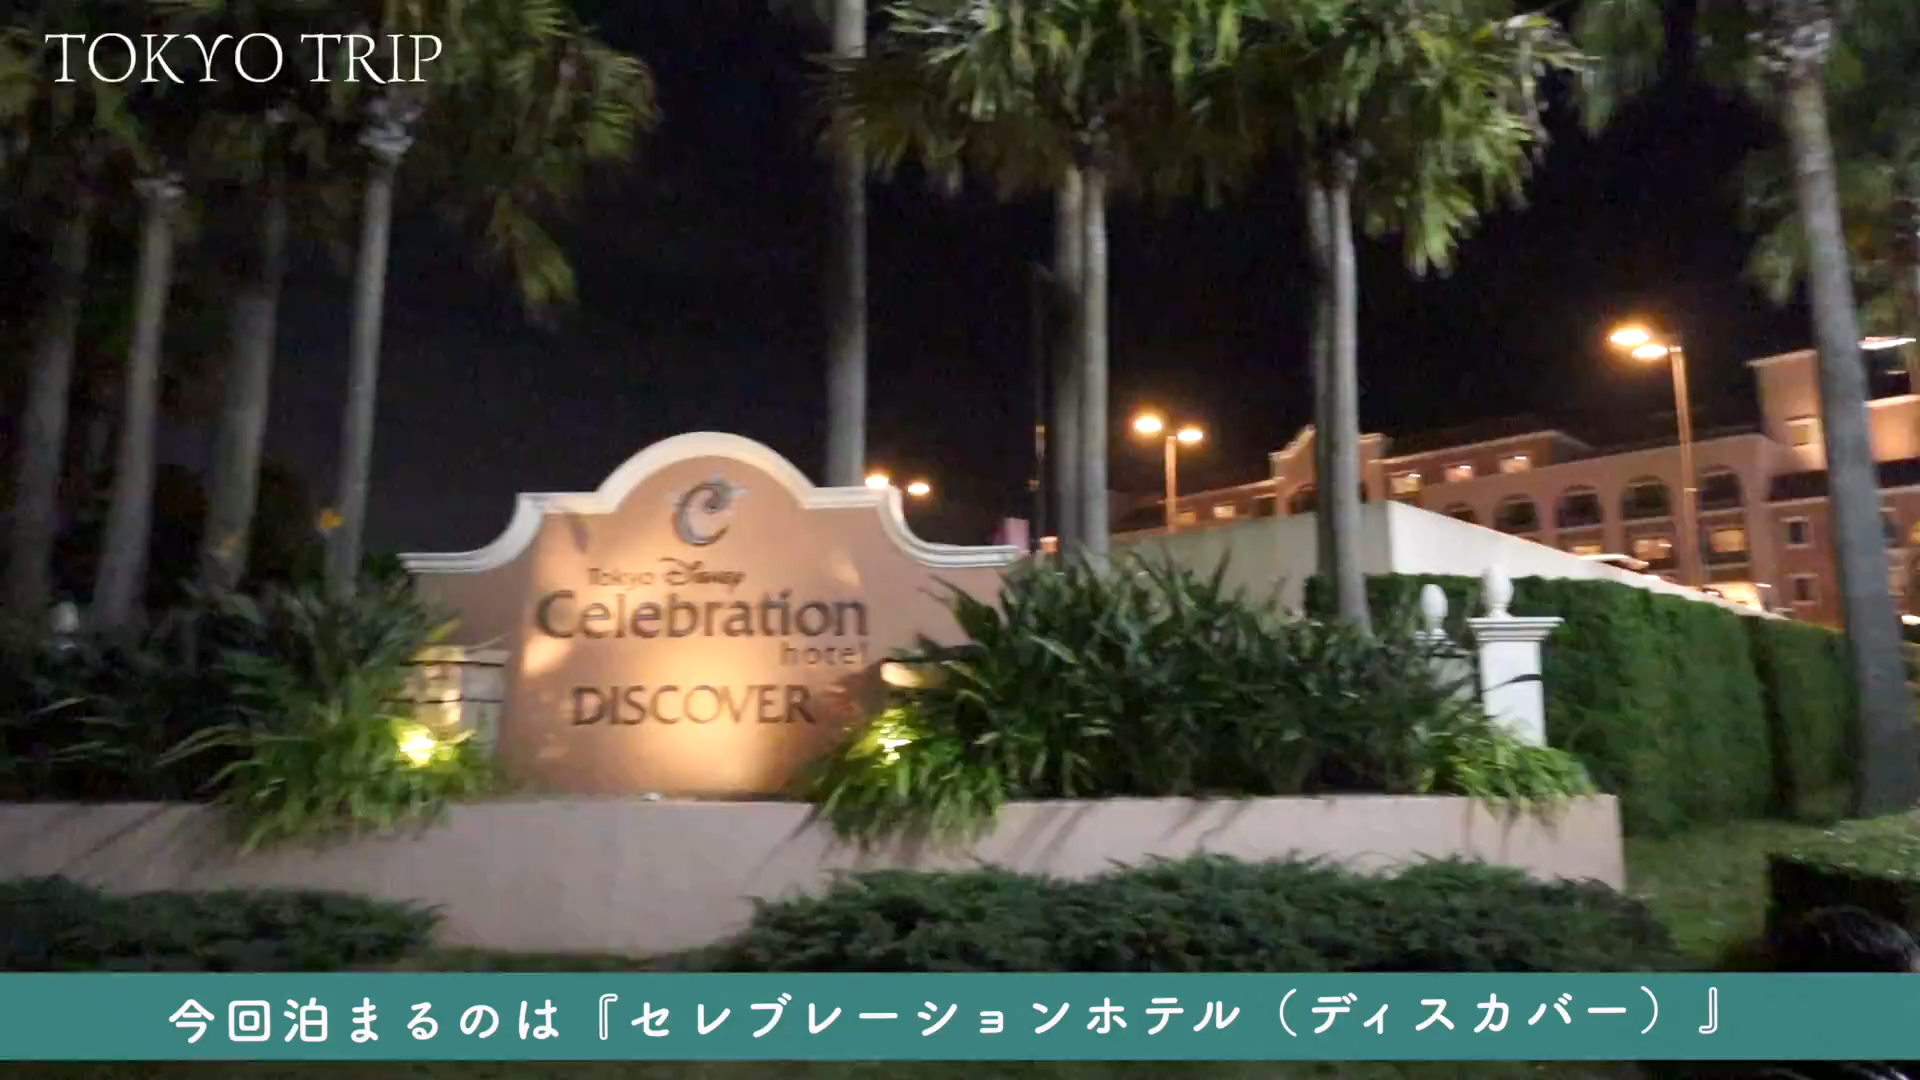 TOKYO TRIP
Tokyo Disney
Celebration
hotel
DISCOVER
今回泊まるのは『セレブレーションホテル（ディスカバー）』